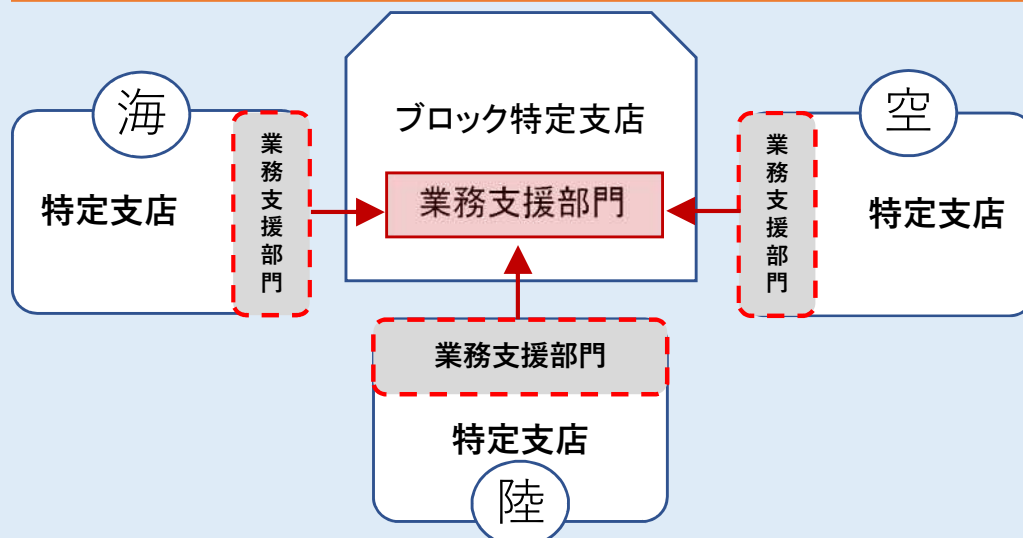 海
業務支援部門
特定支店
ブロック特定支店
業務支援部門
空
業務支援部門
特定支店
業務支援部門
特定支店
陸